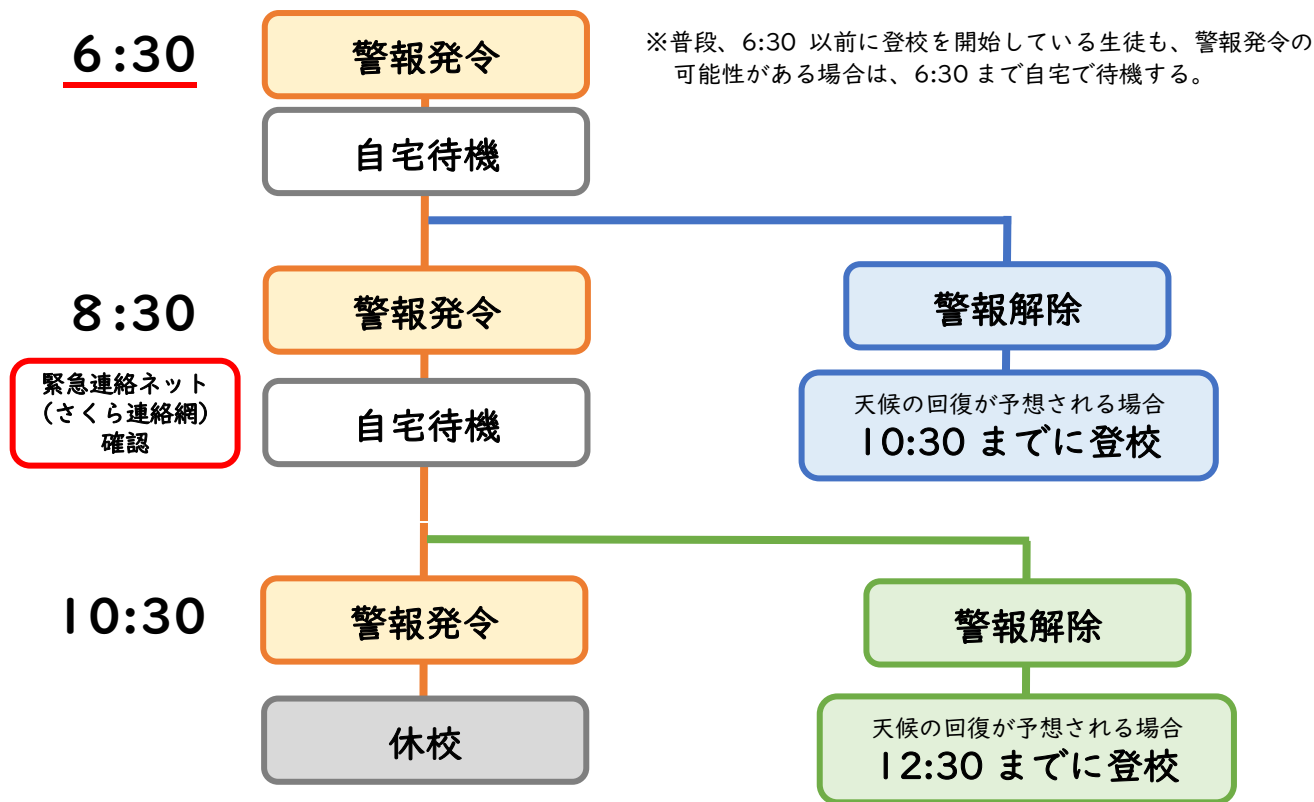 6:30
警報発令
※普段、6:30 以前に登校を開始している生徒も、警報発令の
可能性がある場合は、6:30 まで自宅で待機する。
自宅待機
8:30
警報発令
警報解除
緊急連絡ネット
(さくら連絡網)
確認
自宅待機
天候の回復が予想される場合
10:30 までに登校
10:30
警報発令
警報解除
休校
天候の回復が予想される場合
12:30 までに登校